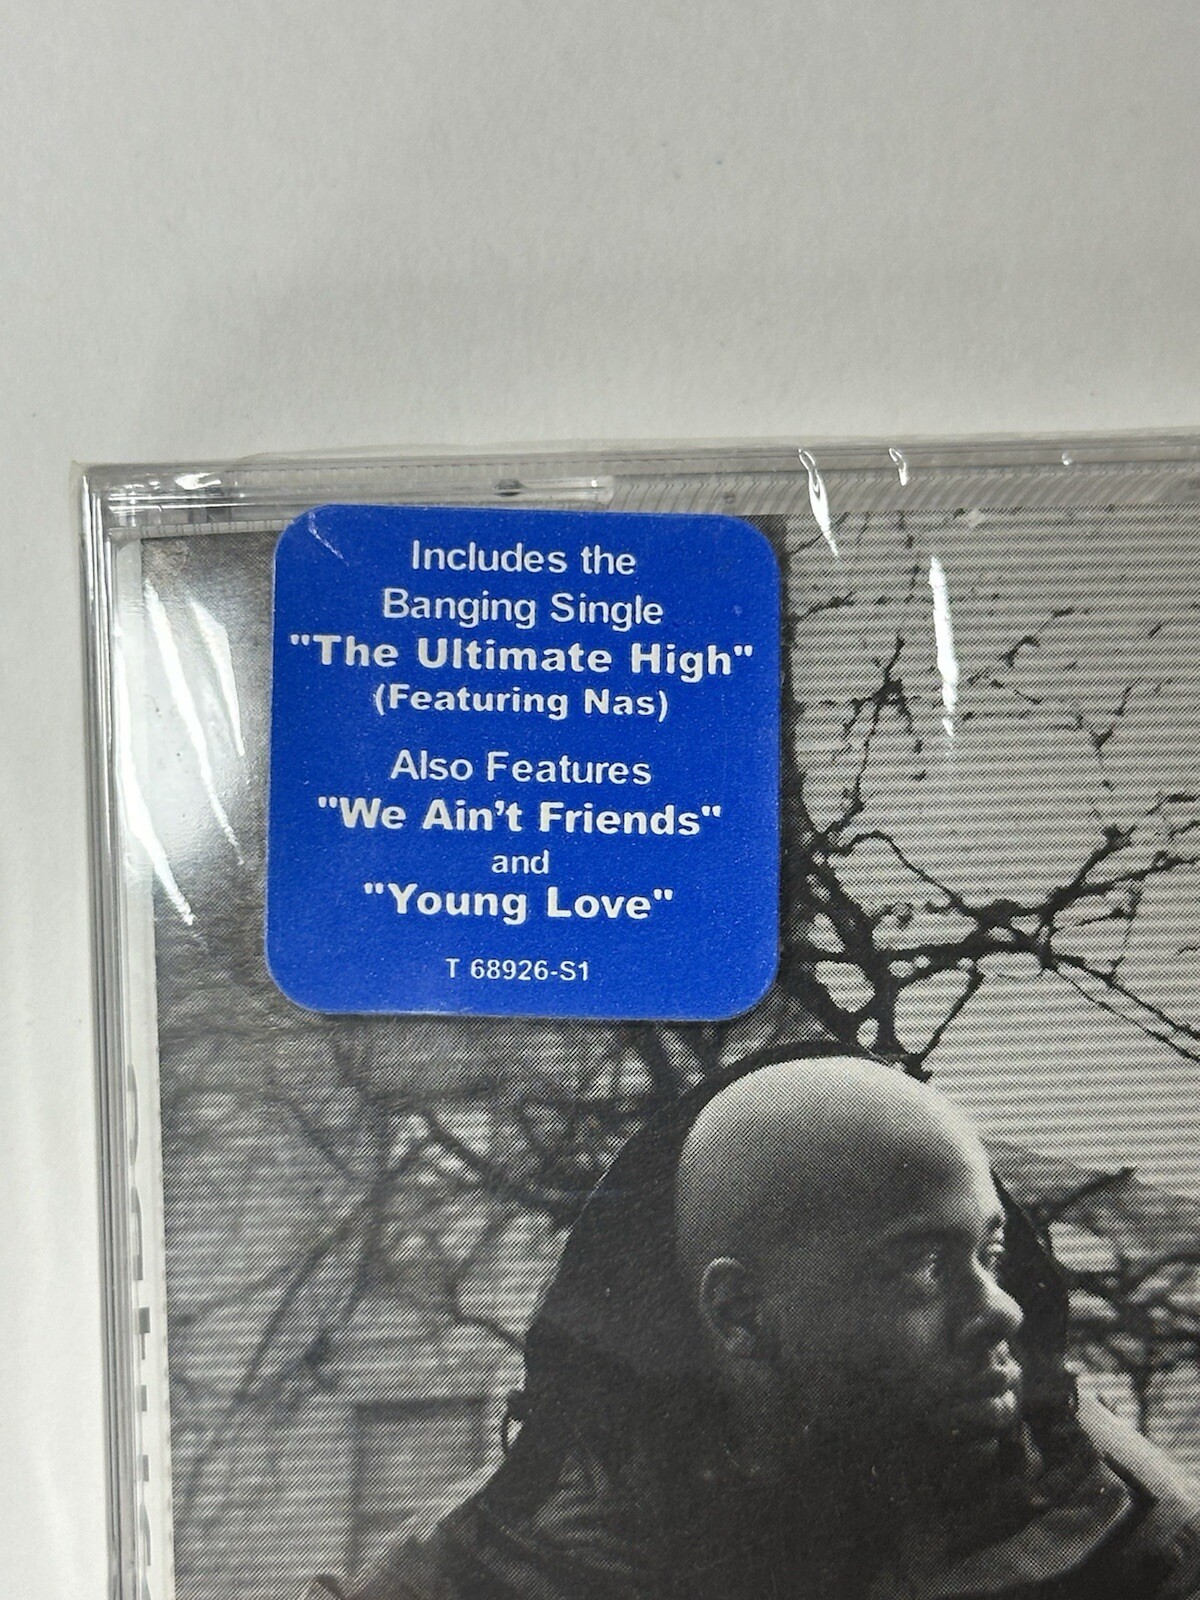 Includes the
Banging Single
"The Ultimate High"
(Featuring Nas)
Also Features
"We Ain't Friends"
and
"Young Love"
T 68926-S1